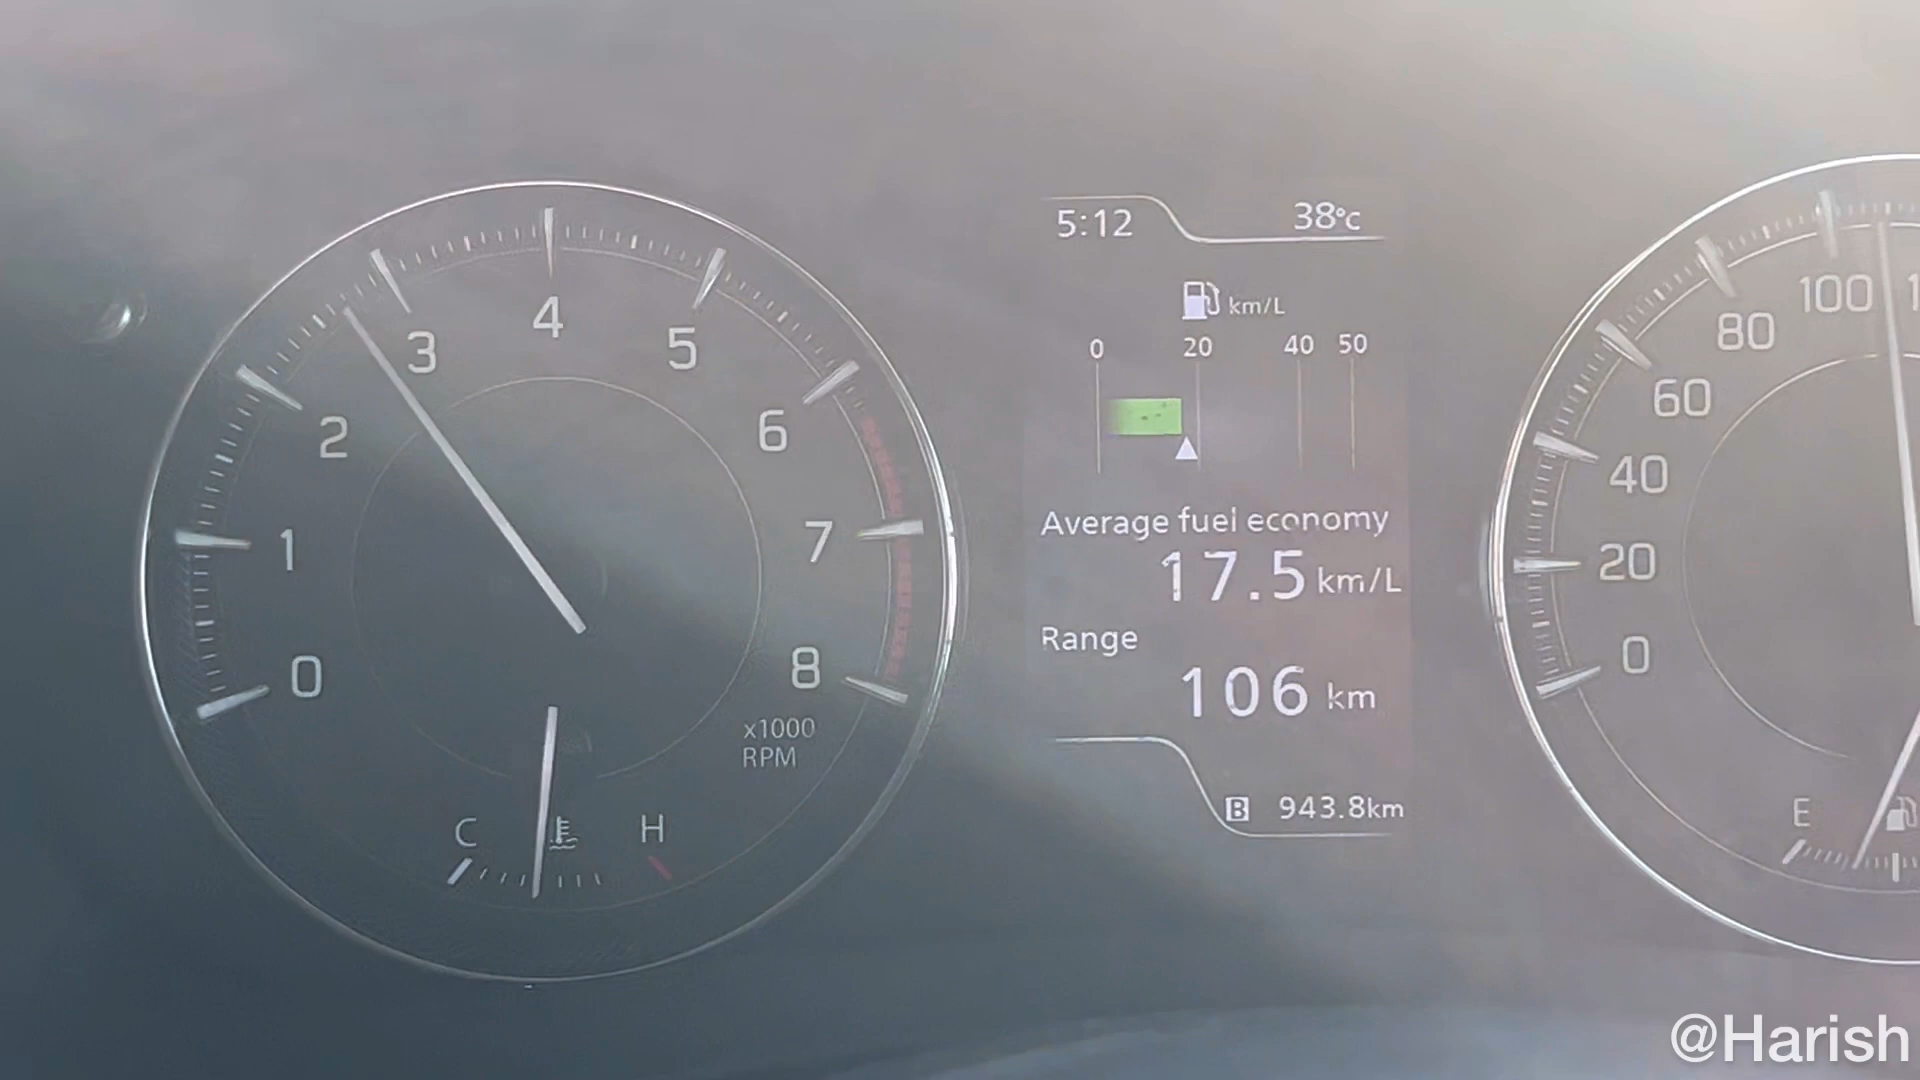 5:12 38°c
km/L
0 20 40 50
Average fuel economy
17.5 km/L
Range
106 km
B 943.8km
0 1 2 3 4 5 6 7 8
x1000
RPM
C H
0 20 40 60 80 100
E
@Harish